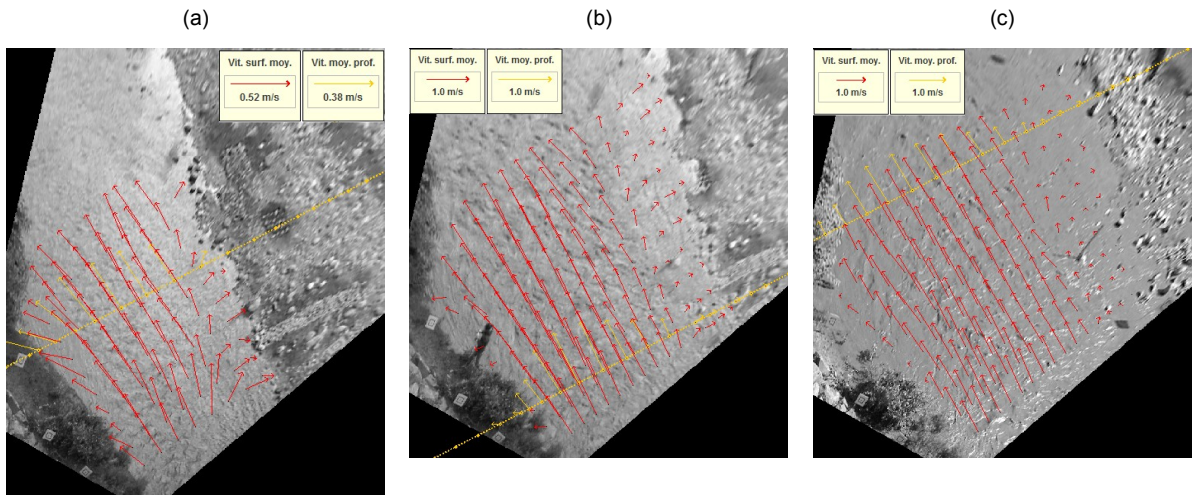 (a)
(b)
(c)
Vit. surf. moy.
Vit. moy. prof.
0.52 m/s
0.38 m/s
Vit. surf. moy.
Vit. moy. prof.
1.0 m/s
1.0 m/s
Vit. surf. moy.
Vit. moy. prof.
1.0 m/s
1.0 m/s